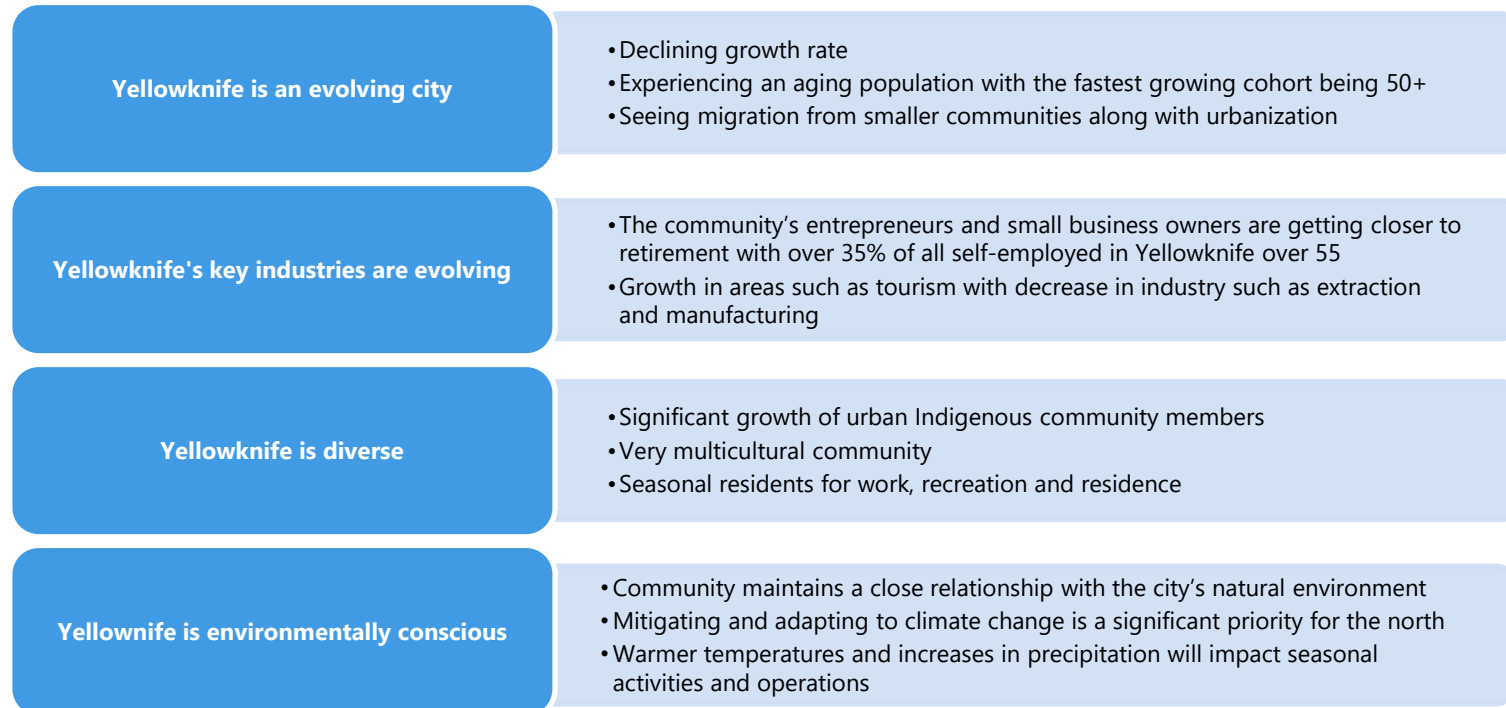 Yellowknife is an evolving city
•Declining growth rate
•Experiencing an aging population with the fastest growing cohort being 50+
•Seeing migration from smaller communities along with urbanization
Yellowknife's key industries are evolving
•The community’s entrepreneurs and small business owners are getting closer to
retirement with over 35% of all self-employed in Yellowknife over 55
•Growth in areas such as tourism with decrease in industry such as extraction
and manufacturing
Yellowknife is diverse
•Significant growth of urban Indigenous community members
•Very multicultural community
•Seasonal residents for work, recreation and residence
Yellownife is environmentally conscious
•Community maintains a close relationship with the city’s natural environment
•Mitigating and adapting to climate change is a significant priority for the north
•Warmer temperatures and increases in precipitation will impact seasonal
activities and operations